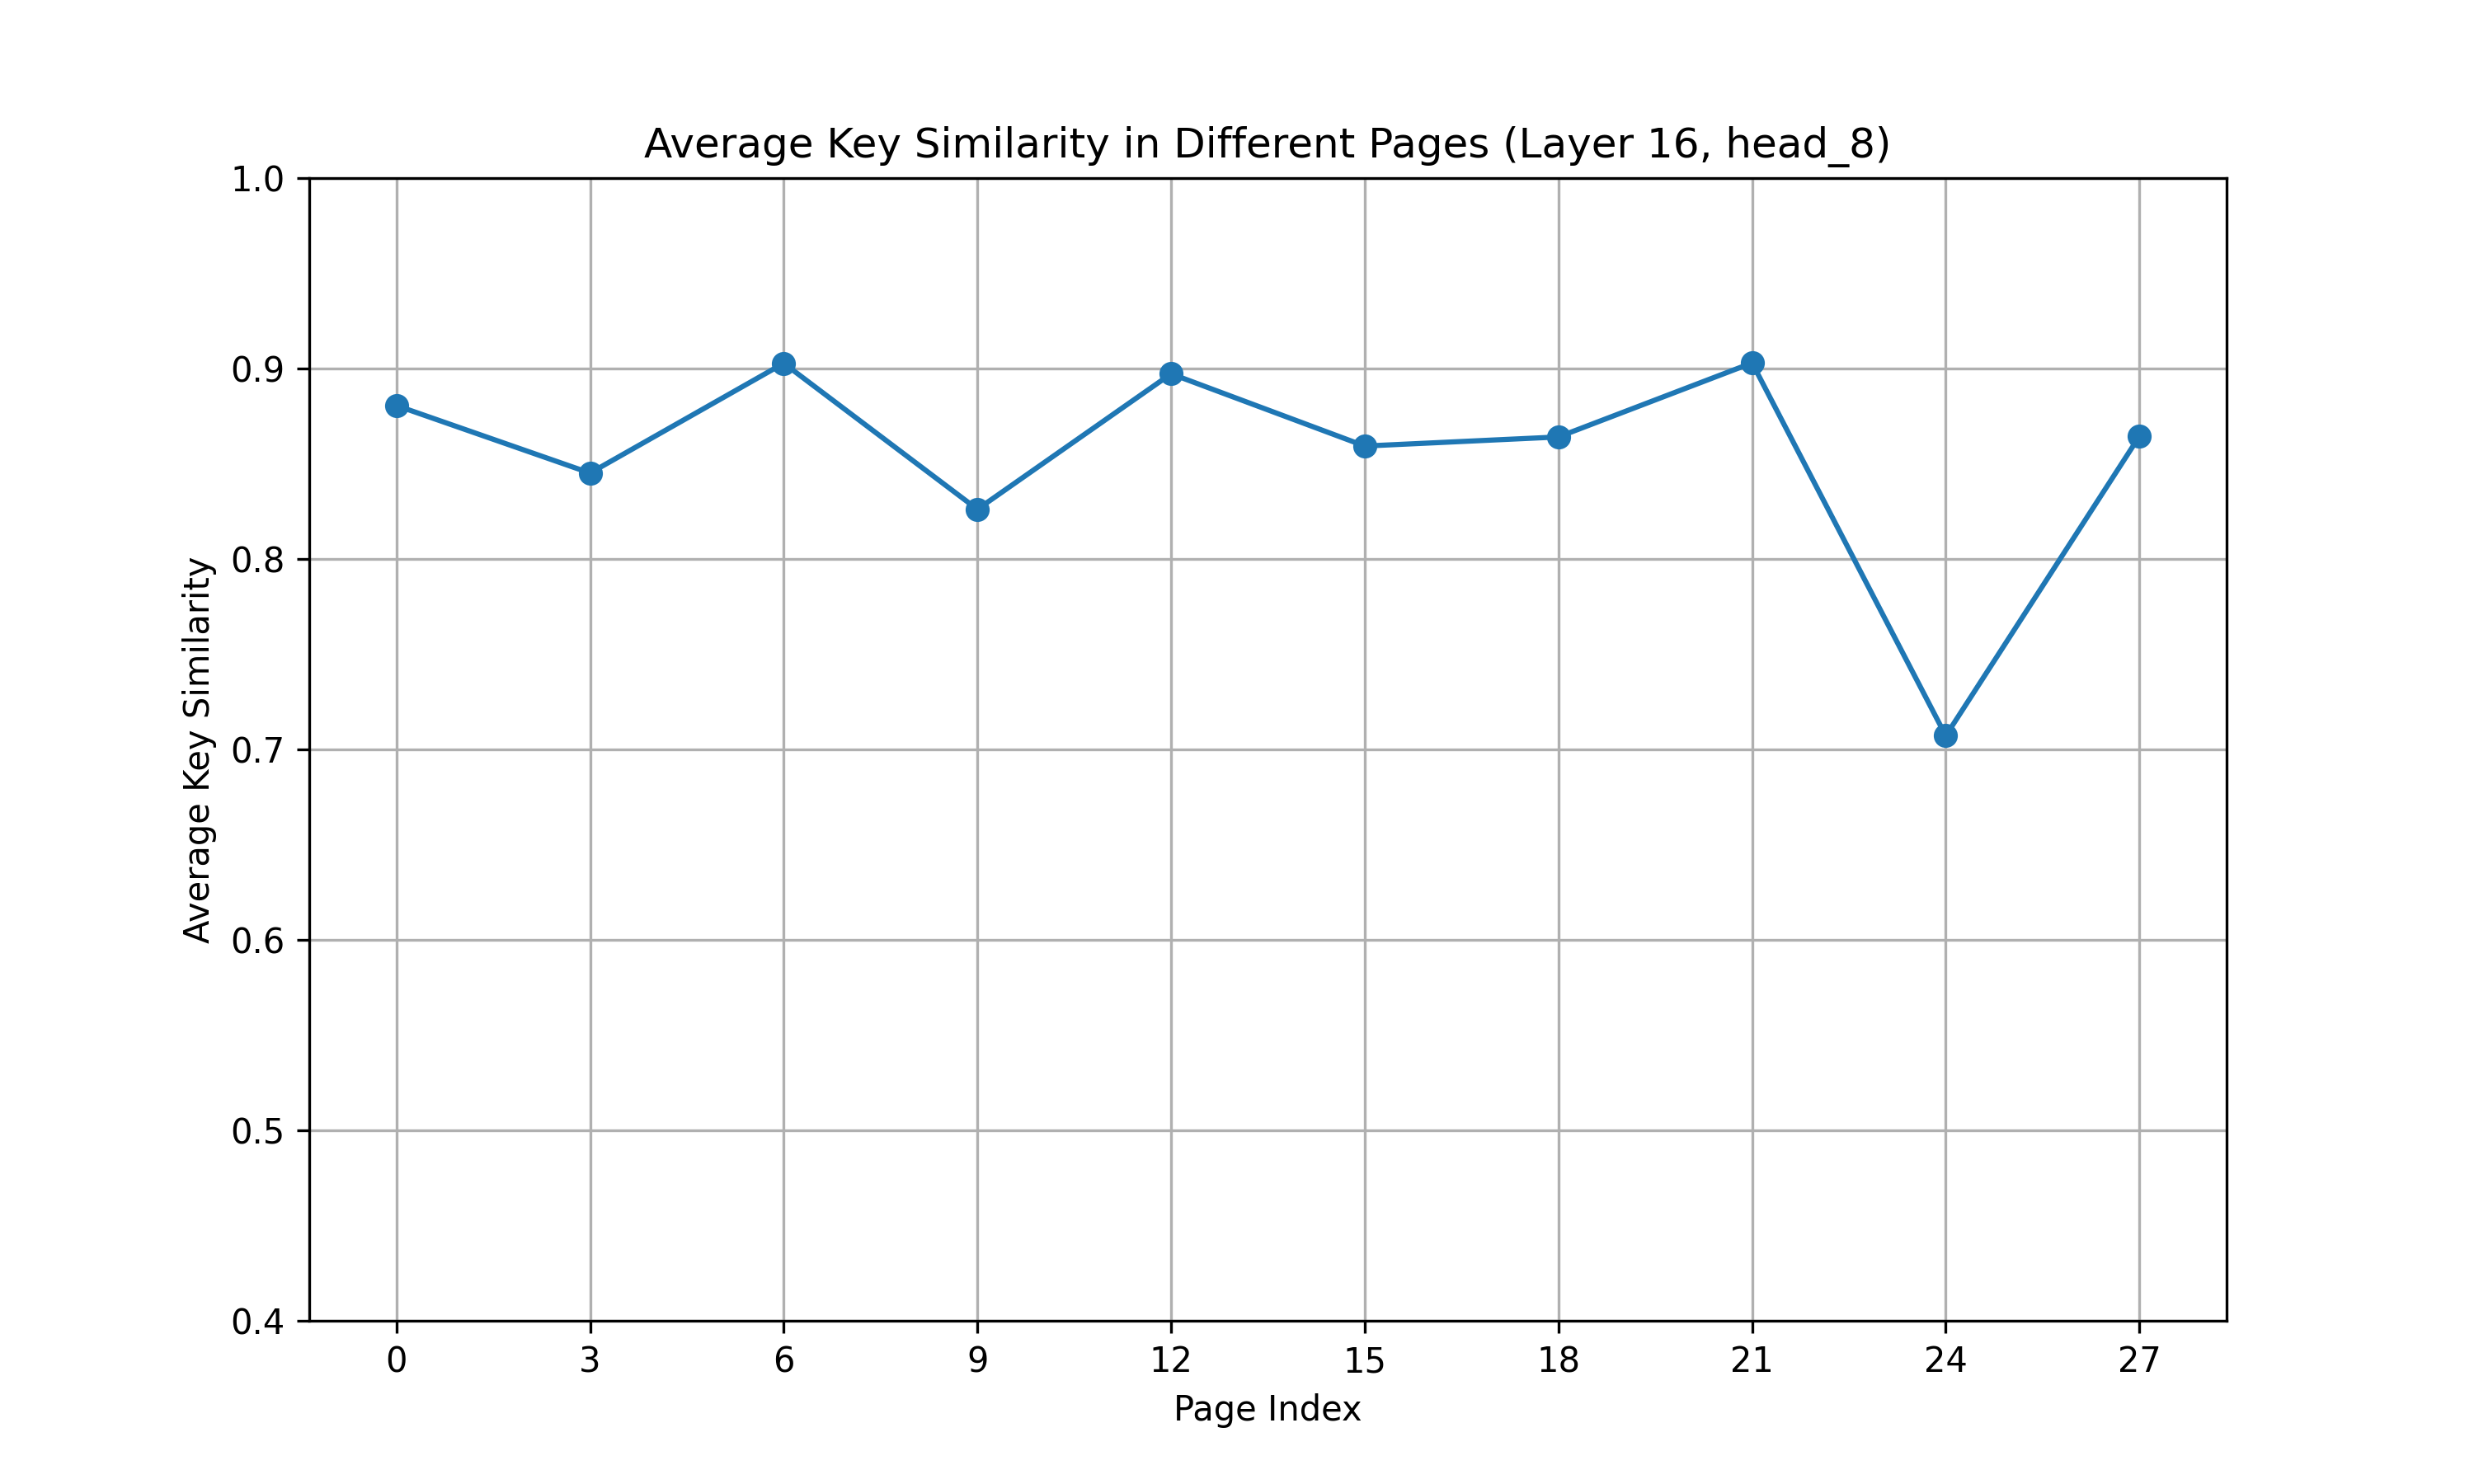 Average Key Similarity in Different Pages (Layer 16, head_8)
1.0
0.9
0.8
0.7
0.6
0.5
0.4
Average Key Similarity
0 3 6 9 12 15 18 21 24 27
Page Index